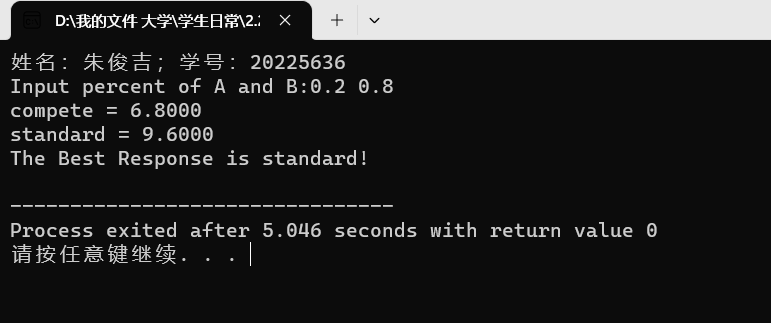 D:\我的文件 大学\学生日常\2.2
姓名：朱俊吉；学号：20225636
Input percent of A and B:0.2 0.8
compete = 6.8000
standard = 9.6000
The Best Response is standard!
--------------------------------
Process exited after 5.046 seconds with return value 0
请按任意键继续. . .